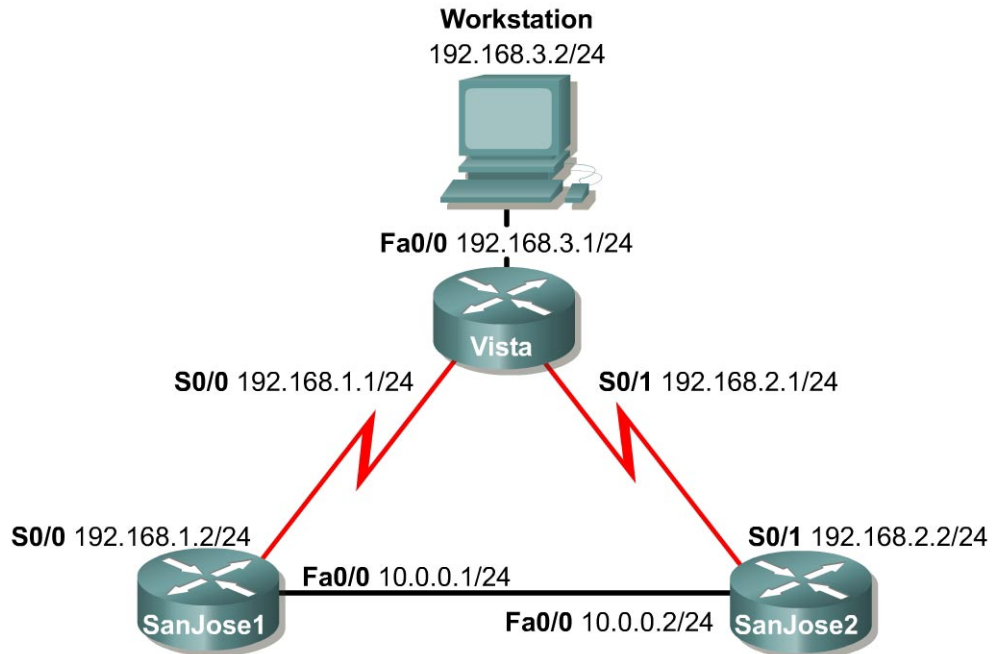 Workstation
192.168.3.2/24
Fa0/0 192.168.3.1/24
Vista
S0/0 192.168.1.1/24
S0/1 192.168.2.1/24
S0/0 192.168.1.2/24
S0/1 192.168.2.2/24
Fa0/0 10.0.0.1/24
SanJose1
Fa0/0 10.0.0.2/24
SanJose2